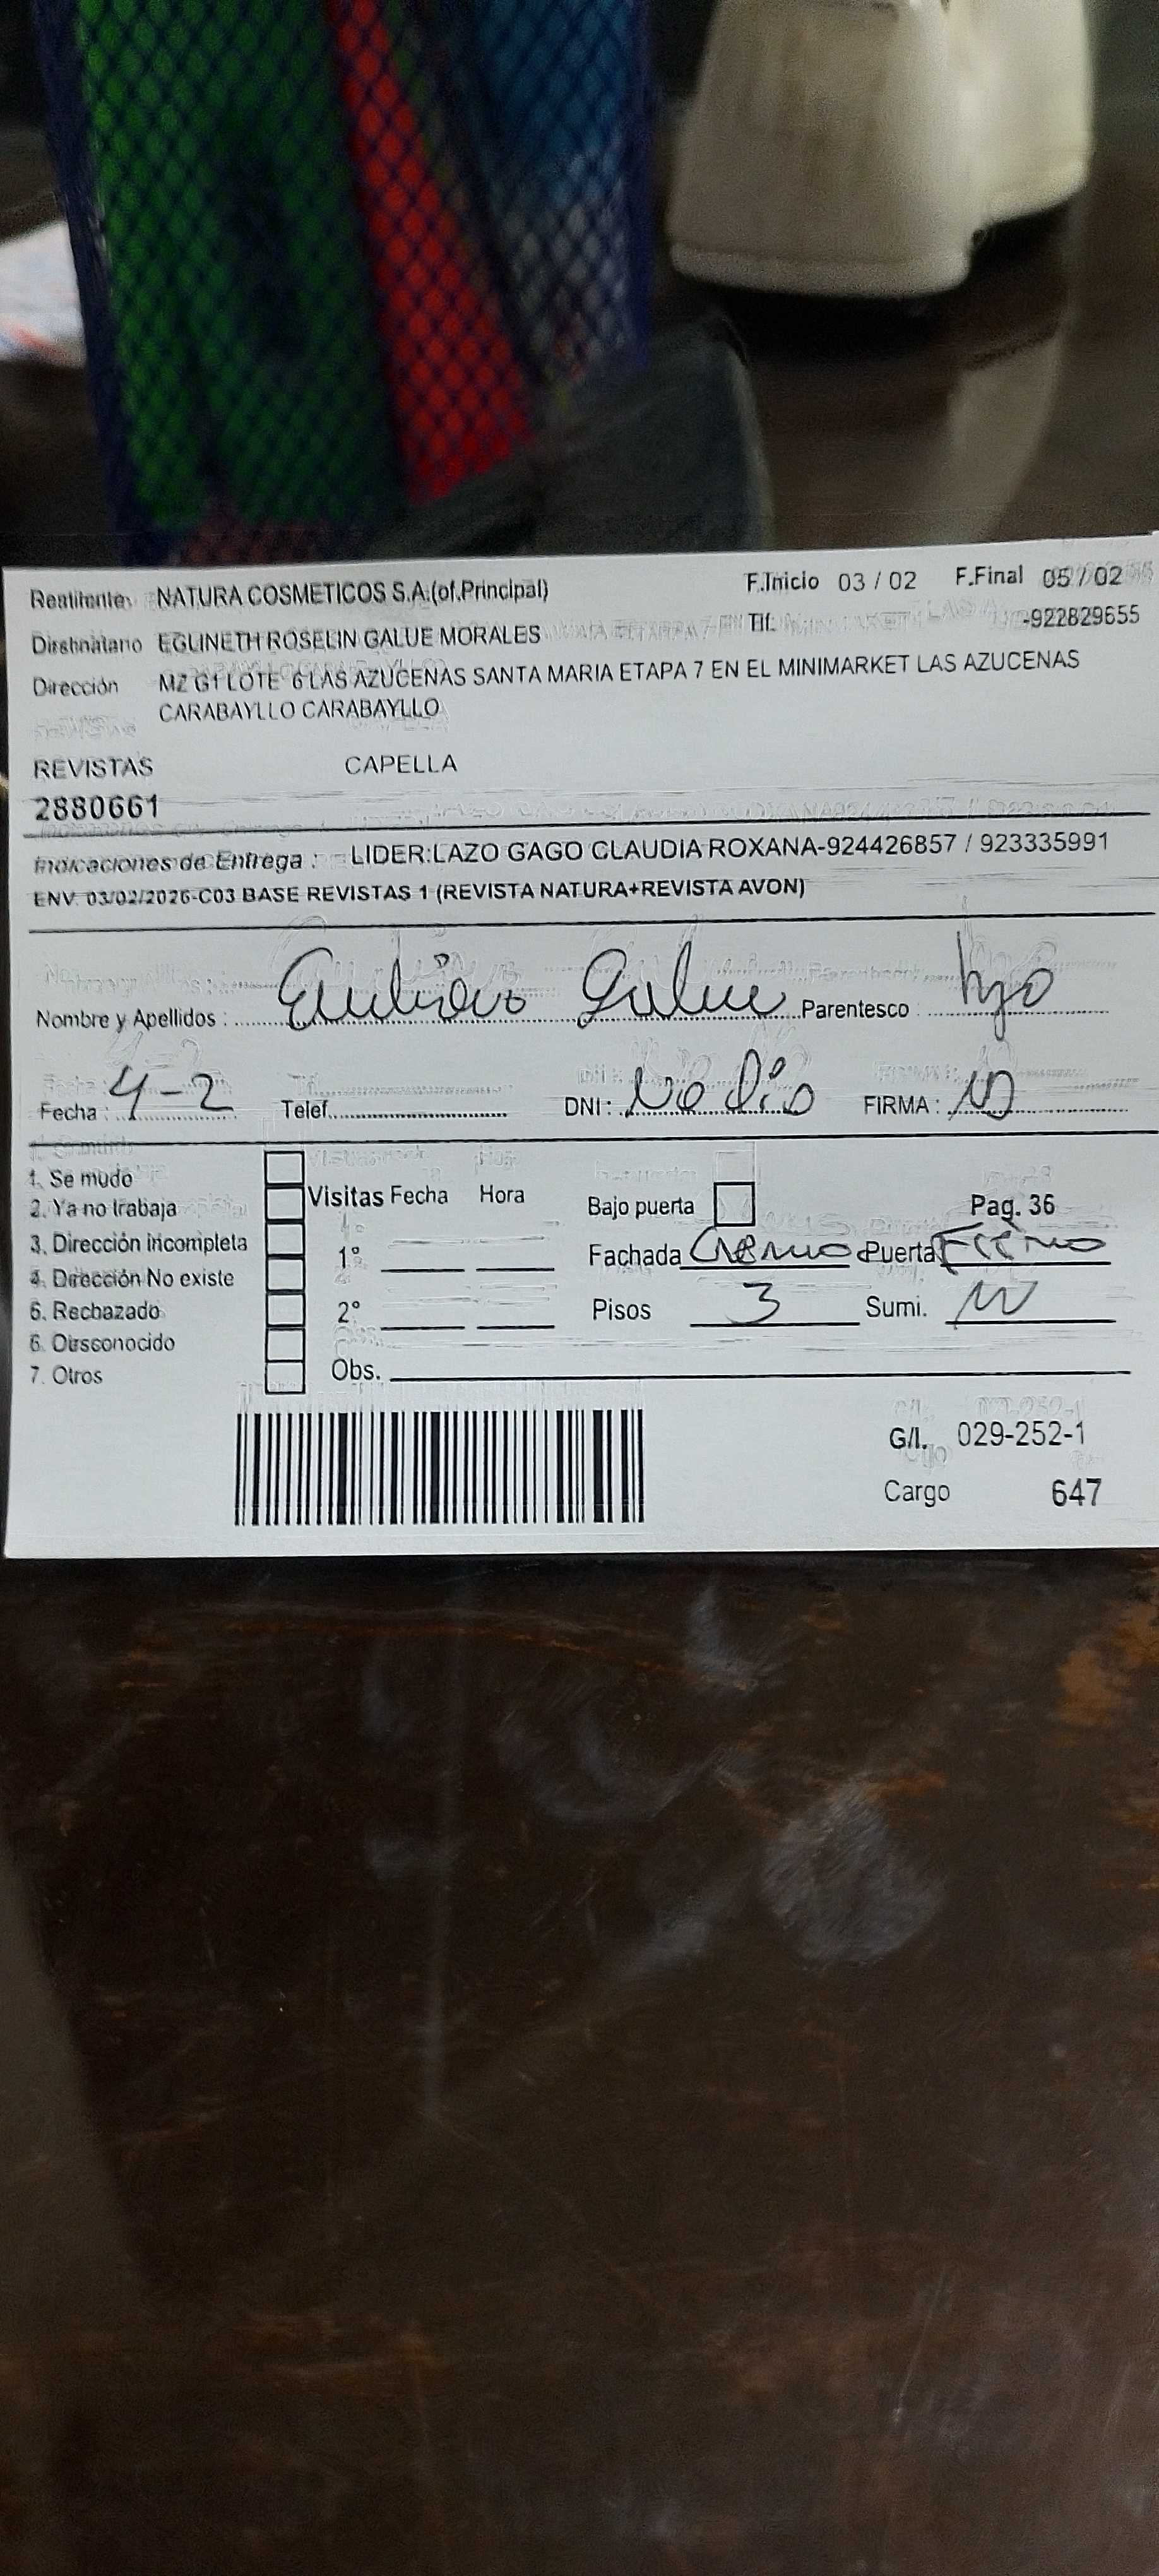 Remitente NATURA COSMETICOS S.A.(of.Principal) F.Inicio 03 / 02 F.Final 05 / 02
Destinatario EGLINETH ROSELIN GALUE MORALES Tlf. -922829655
Dirección MZ G1 LOTE 6 LAS AZUCENAS SANTA MARIA ETAPA 7 EN EL MINIMARKET LAS AZUCENAS
CARABAYLLO CARABAYLLO
REVISTAS CAPELLA
2880661
Indicaciones de Entrega : LIDER:LAZO GAGO CLAUDIA ROXANA-924426857 / 923335991
ENV. 03/02/2026-C03 BASE REVISTAS 1 (REVISTA NATURA+REVISTA AVON)
Nombre y Apellidos : Galue Parentesco : hijo
Fecha : 4-2 Telef. DNI : No dio FIRMA :
1. Se mudo
2. Ya no trabaja Visitas Fecha Hora Bajo puerta Pag. 36
3. Dirección incompleta 1° Fachada Cremo Puerta Fierro
4. Dirección No existe
5. Rechazado 2° Pisos 3 Sumi.
6. Desconocido
7. Otros Obs.
G/I. 029-252-1
Cargo 647